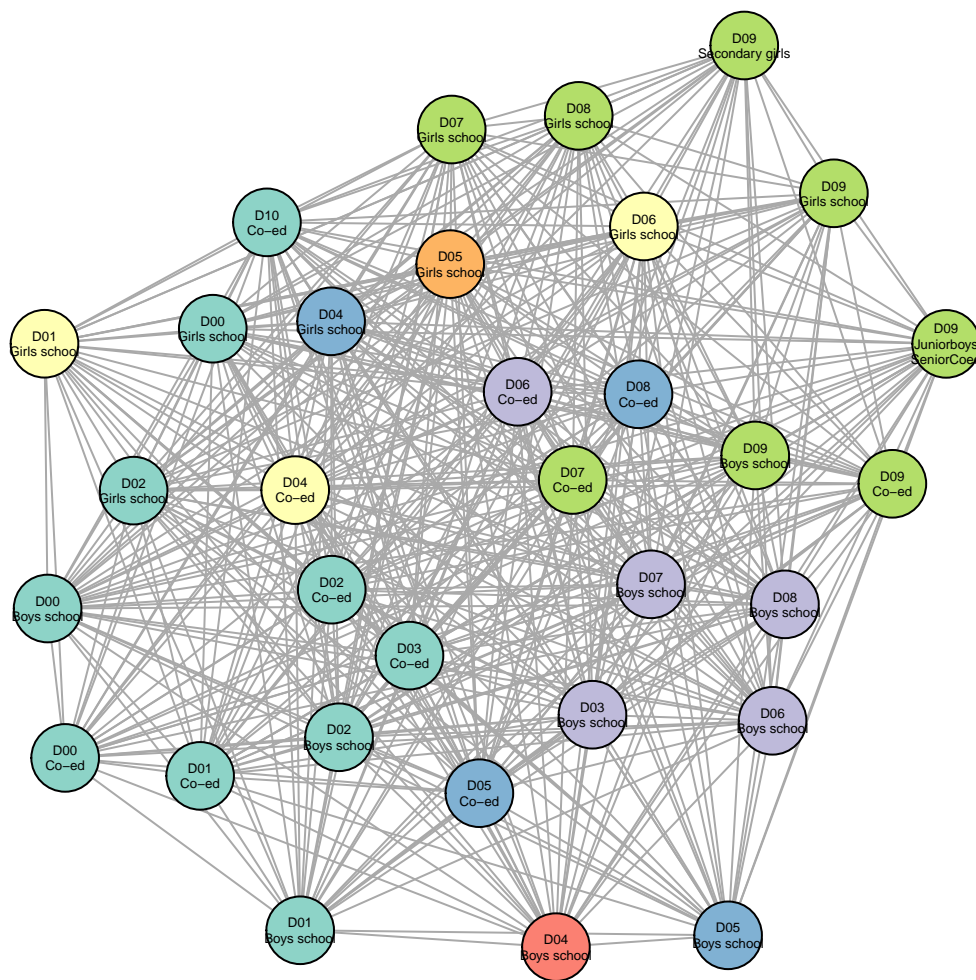 D09
Secondary girls
D08
Girls school
D07
Girls school
D09
Girls school
D10
Co−ed
D06
Girls school
D05
Girls school
D04
Girls school
D00
Girls school
D01
Girls school
D09
Juniorboys
SeniorCoed
D06
Co−ed
D08
Co−ed
D09
Boys school
D07
Co−ed
D09
Co−ed
D02
Girls school
D04
Co−ed
D07
Boys school
D02
Co−ed
D08
Boys school
D00
Boys school
D03
Co−ed
D03
Boys school
D06
Boys school
D02
Boys school
D00
Co−ed
D01
Co−ed
D05
Co−ed
D01
Boys school
D04
Boys school
D05
Boys school